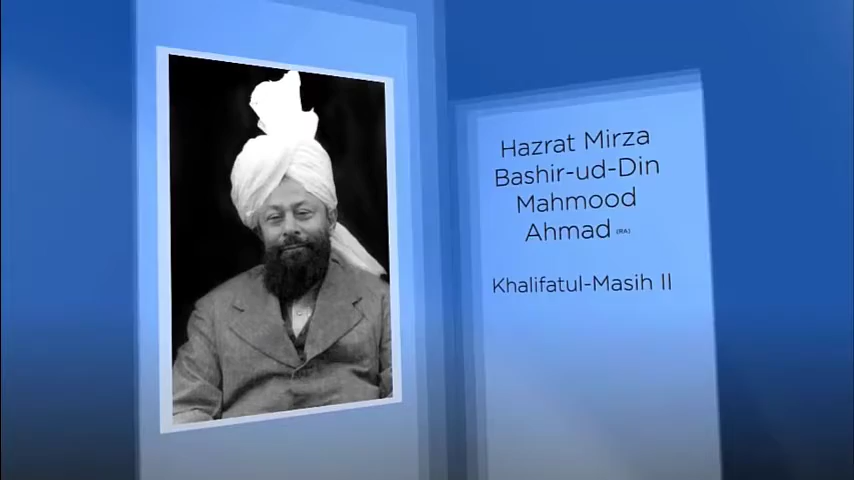 Hazrat Mirza
Bashir-ud-Din
Mahmood
Ahmad (RA)
Khalifatul-Masih II